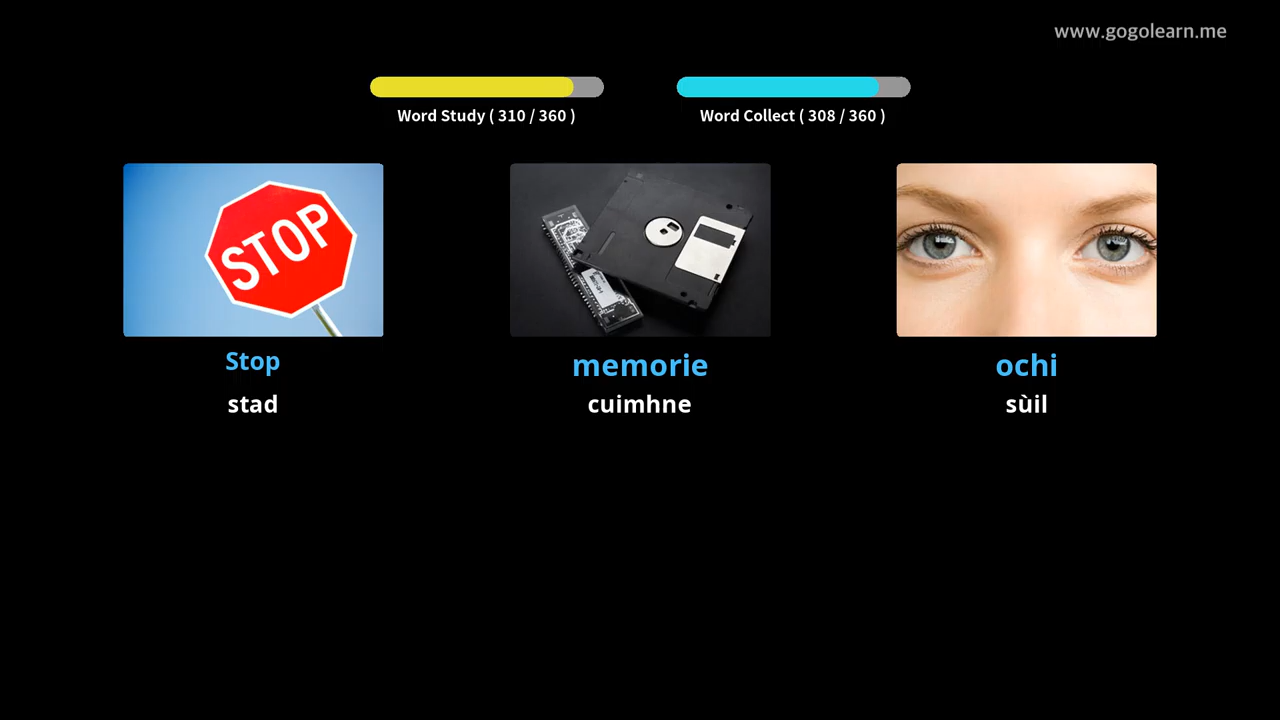 www.gogolearn.me
Word Study ( 310 / 360 )
Word Collect ( 308 / 360 )
STOP
Stop
memorie
ochi
stad
cuimhne
sùil